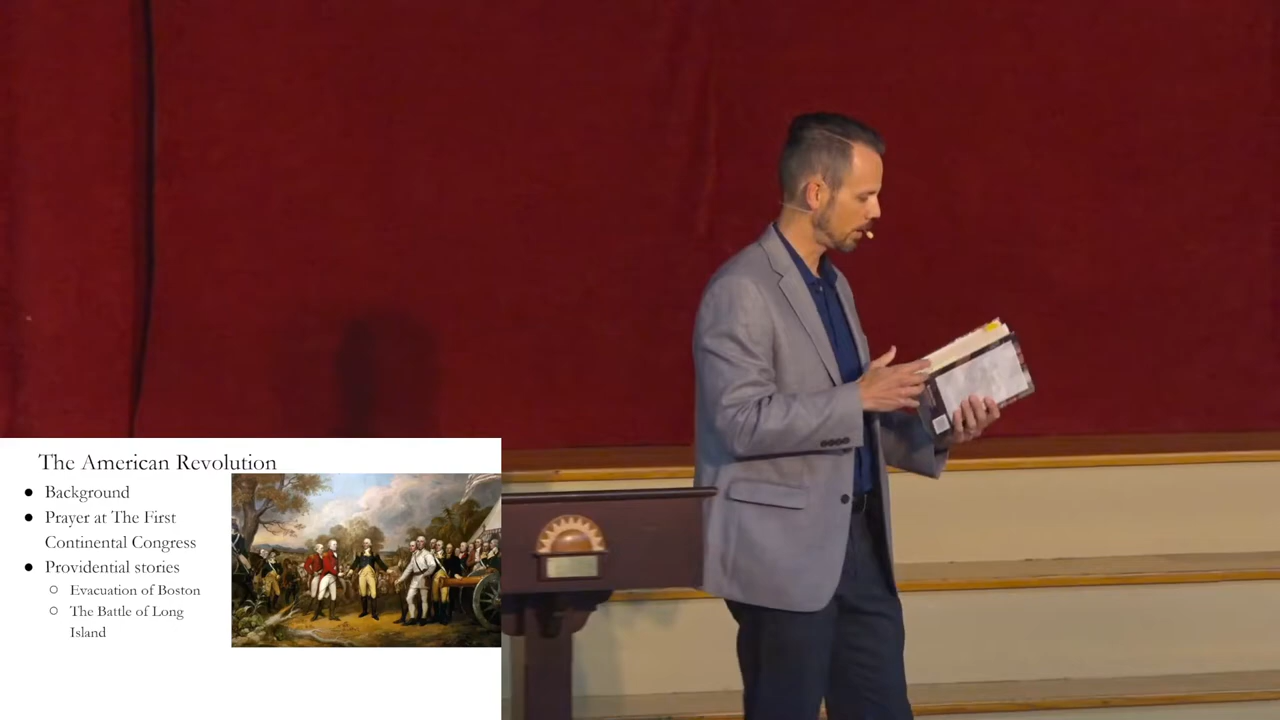 The American Revolution
● Background
● Prayer at The First
Continental Congress
● Providential stories
○ Evacuation of Boston
○ The Battle of Long
Island